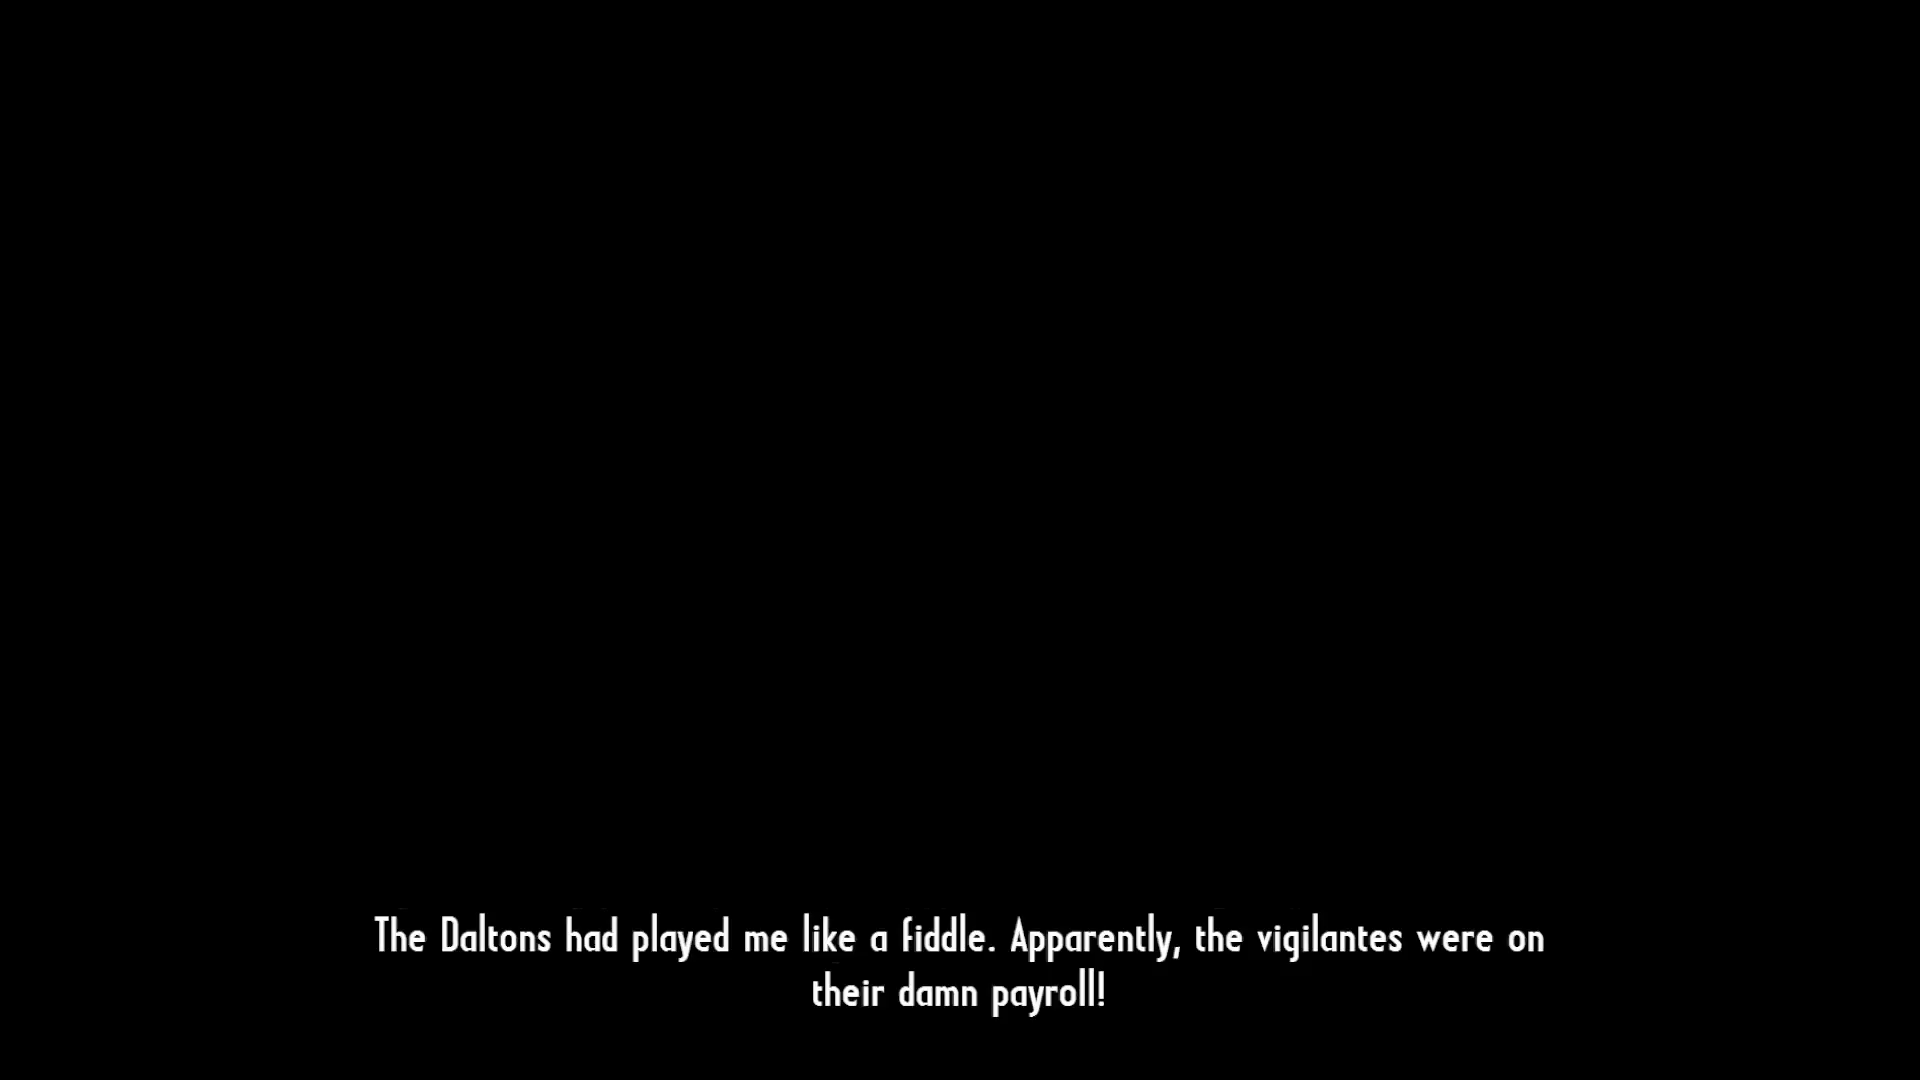 The Daltons had played me like a fiddle. Apparently, the vigilantes were on
their damn payroll!